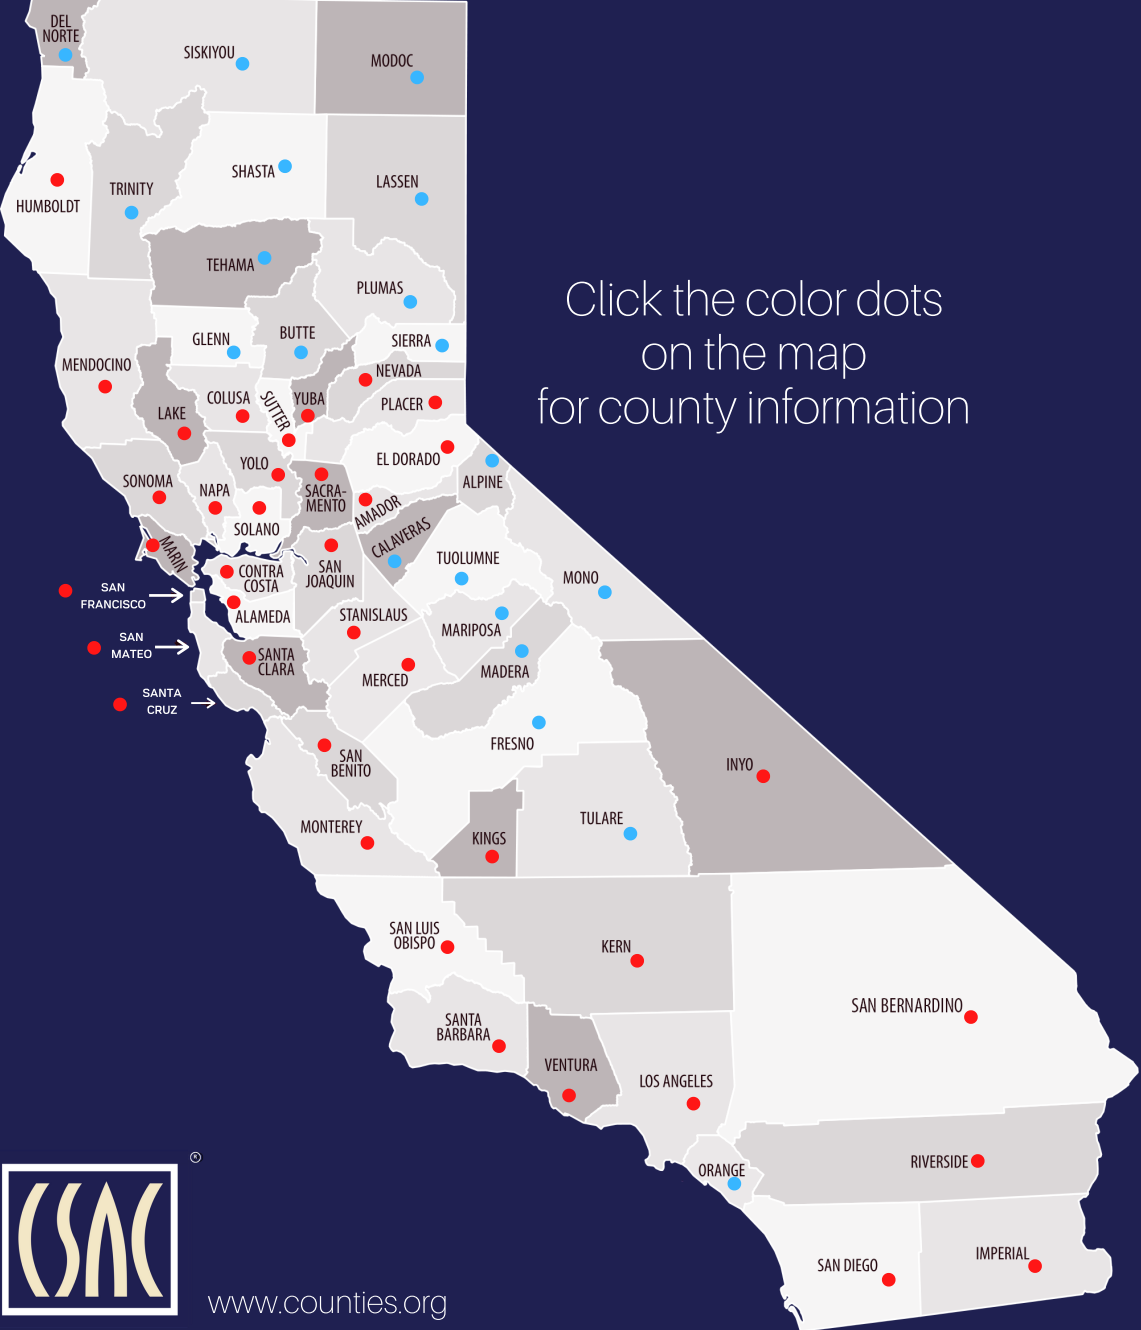 DEL
NORTE
SISKIYOU
MODOC
SHASTA
LASSEN
TRINITY
HUMBOLDT
TEHAMA
PLUMAS
Click the color dots
on the map
for county information
GLENN
BUTTE
SIERRA
MENDOCINO
NEVADA
COLUSA
SUTTER
YUBA
PLACER
LAKE
EL DORADO
YOLO
SONOMA
NAPA
SACRA-
MENTO
ALPINE
AMADOR
SOLANO
CALAVERAS
MARIN
TUOLUMNE
CONTRA
COSTA
SAN
JOAQUIN
MONO
SAN
FRANCISCO
ALAMEDA
STANISLAUS
MARIPOSA
SAN
MATEO
SANTA
CLARA
MERCED
MADERA
SANTA
CRUZ
FRESNO
SAN
BENITO
INYO
MONTEREY
KINGS
TULARE
SAN LUIS
OBISPO
KERN
SAN BERNARDINO
SANTA
BARBARA
VENTURA
LOS ANGELES
ORANGE
RIVERSIDE
SAN DIEGO
IMPERIAL
CSAC
®
www.counties.org